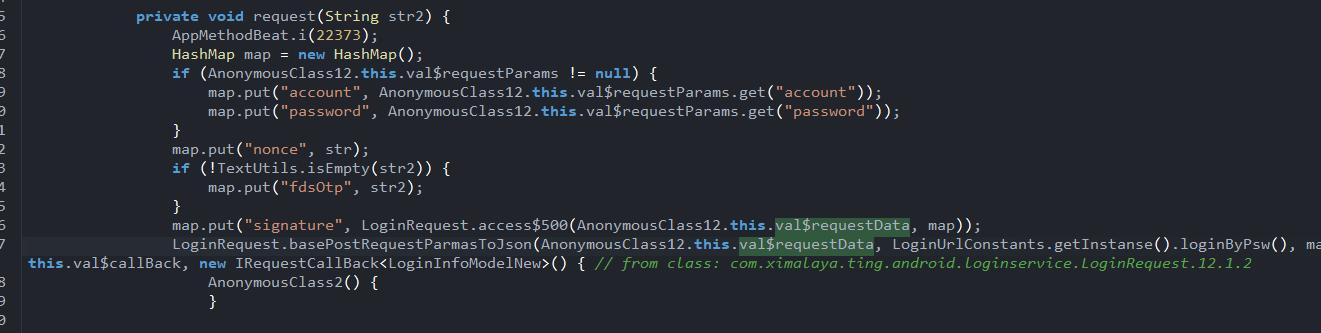 5 private void request(String str2) {
6 AppMethodBeat.i(22373);
7 HashMap map = new HashMap();
8 if (AnonymousClass12.this.val$requestParams != null) {
9 map.put("account", AnonymousClass12.this.val$requestParams.get("account"));
0 map.put("password", AnonymousClass12.this.val$requestParams.get("password"));
1 }
2 map.put("nonce", str);
3 if (!TextUtils.isEmpty(str2)) {
4 map.put("fdsOtp", str2);
5 }
6 map.put("signature", LoginRequest.access$500(AnonymousClass12.this.val$requestData, map));
7 LoginRequest.basePostRequestParmasToJson(AnonymousClass12.this.val$requestData, LoginUrlConstants.getInstanse().loginByPsw(), ma
this.val$callBack, new IRequestCallBack<LoginInfoModelNew>() { // from class: com.ximalaya.ting.android.loginservice.LoginRequest.12.1.2
8 AnonymousClass2() {
9 }
0